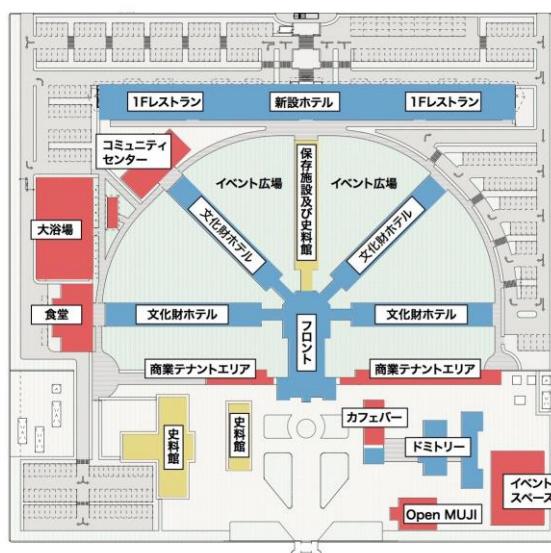 1Fレストラン
新設ホテル
1Fレストラン
コミュニティ
センター
イベント広場
保存施設及び史料館
イベント広場
大浴場
文化財ホテル
文化財ホテル
食堂
文化財ホテル
フロント
文化財ホテル
商業テナントエリア
商業テナントエリア
史料館
史料館
カフェバー
ドミトリー
イベント
スペース
Open MUJI